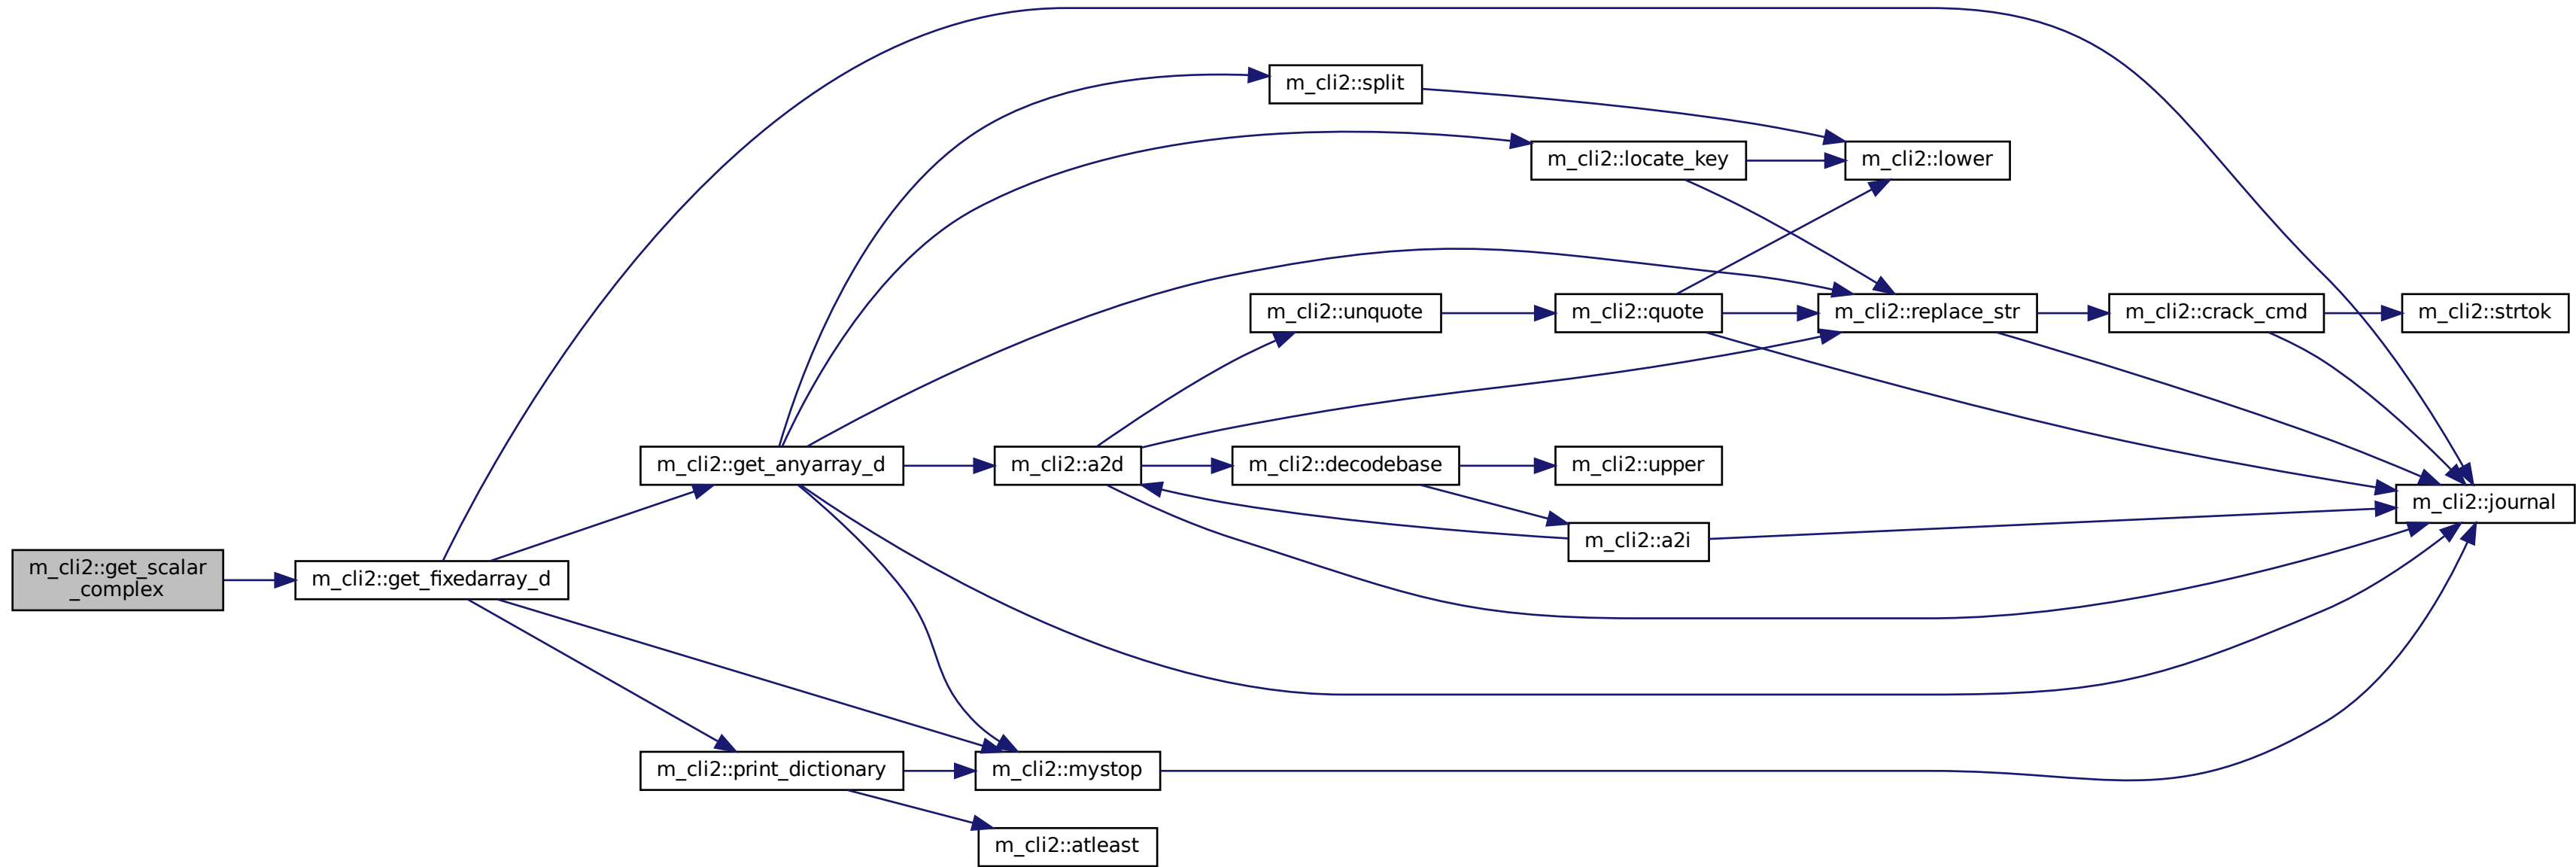 m_cli2::split
m_cli2::locate_key
m_cli2::lower
m_cli2::unquote
m_cli2::quote
m_cli2::replace_str
m_cli2::crack_cmd
m_cli2::strtok
m_cli2::get_anyarray_d
m_cli2::a2d
m_cli2::decodebase
m_cli2::upper
m_cli2::journal
m_cli2::a2i
m_cli2::get_scalar
_complex
m_cli2::get_fixedarray_d
m_cli2::print_dictionary
m_cli2::mystop
m_cli2::atleast